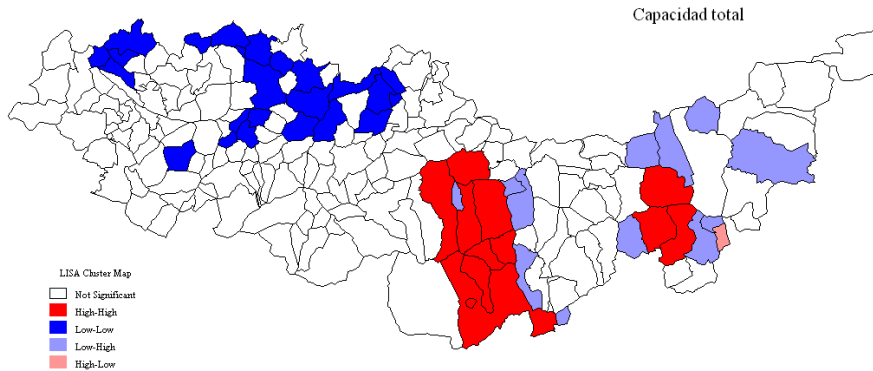 Capacidad total
LISA Cluster Map
Not Significant
High-High
Low-Low
Low-High
High-Low